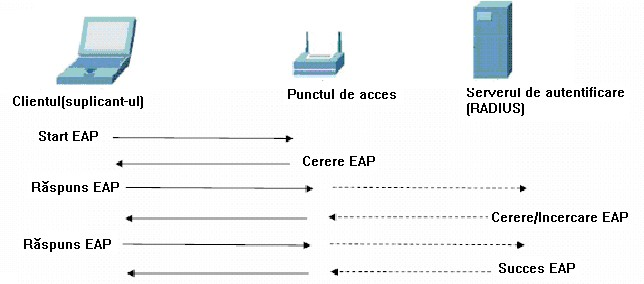 Clientul(suplicant-ul)
Punctul de acces
Serverul de autentificare
(RADIUS)
Start EAP
Cerere EAP
Răspuns EAP
Cerere/Incercare EAP
Răspuns EAP
Succes EAP